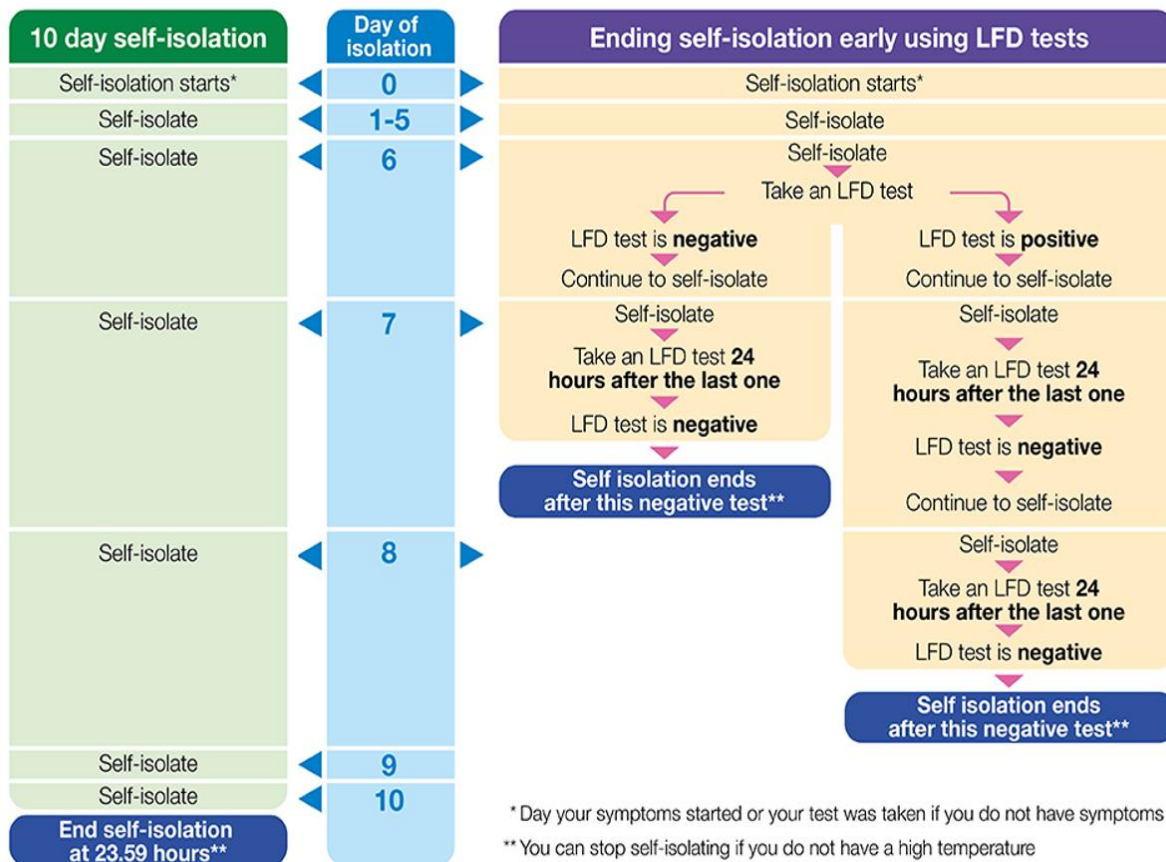 10 day self-isolation
Self-isolation starts*
Self-isolate
Self-isolate
Self-isolate
Self-isolate
Self-isolate
Self-isolate
End self-isolation
at 23.59 hours**
Day of
isolation
0
1-5
6
7
8
9
10
Ending self-isolation early using LFD tests
Self-isolation starts*
Self-isolate
Self-isolate
Take an LFD test
LFD test is negative
Continue to self-isolate
Self-isolate
Take an LFD test 24
hours after the last one
LFD test is negative
Self isolation ends
after this negative test**
LFD test is positive
Continue to self-isolate
Self-isolate
Take an LFD test 24
hours after the last one
LFD test is negative
Continue to self-isolate
Self-isolate
Take an LFD test 24
hours after the last one
LFD test is negative
Self isolation ends
after this negative test**
* Day your symptoms started or your test was taken if you do not have symptoms
** You can stop self-isolating if you do not have a high temperature